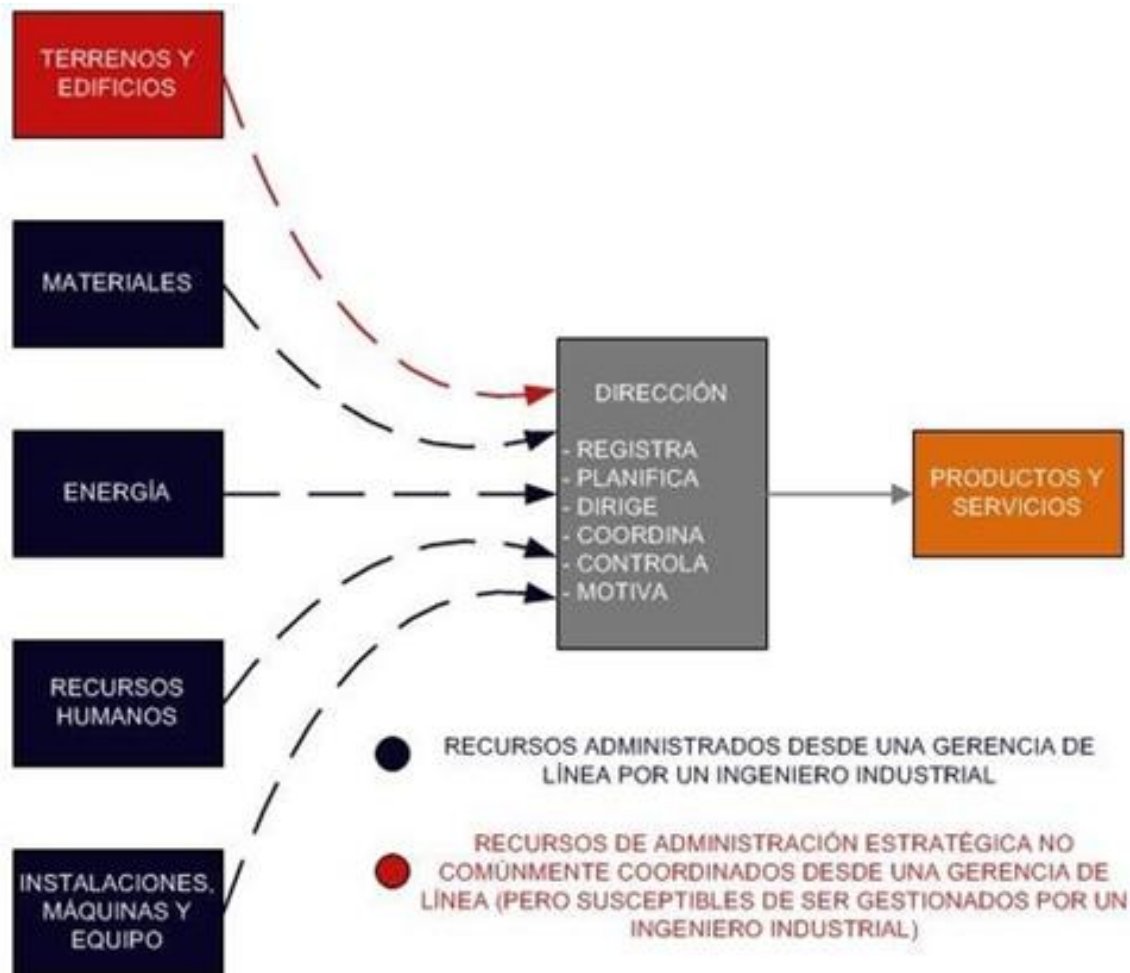 TERRENOS Y
EDIFICIOS
MATERIALES
ENERGÍA
RECURSOS
HUMANOS
INSTALACIONES,
MÁQUINAS Y
EQUIPO
DIRECCIÓN
- REGISTRA
- PLANIFICA
- DIRIGE
- COORDINA
- CONTROLA
- MOTIVA
PRODUCTOS Y
SERVICIOS
RECURSOS ADMINISTRADOS DESDE UNA GERENCIA DE
LÍNEA POR UN INGENIERO INDUSTRIAL
RECURSOS DE ADMINISTRACIÓN ESTRATÉGICA NO
COMÚNMENTE COORDINADOS DESDE UNA GERENCIA DE
LÍNEA (PERO SUSCEPTIBLES DE SER GESTIONADOS POR UN
INGENIERO INDUSTRIAL)